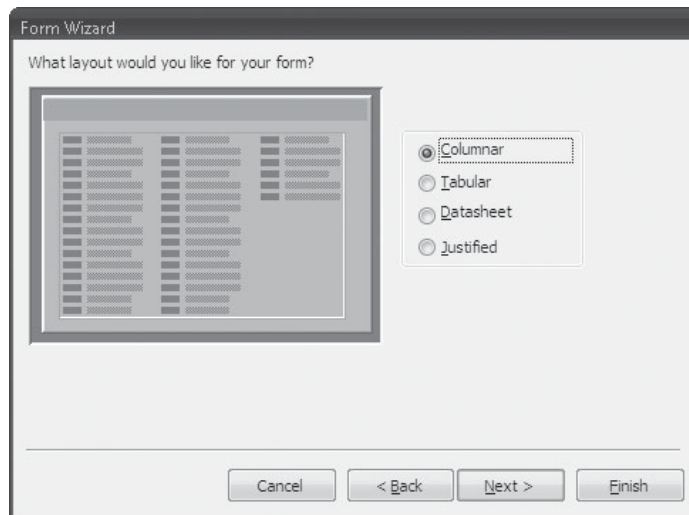 Form Wizard
What layout would you like for your form?
Columnar
Tabular
Datasheet
Justified
Cancel
< Back
Next >
Finish